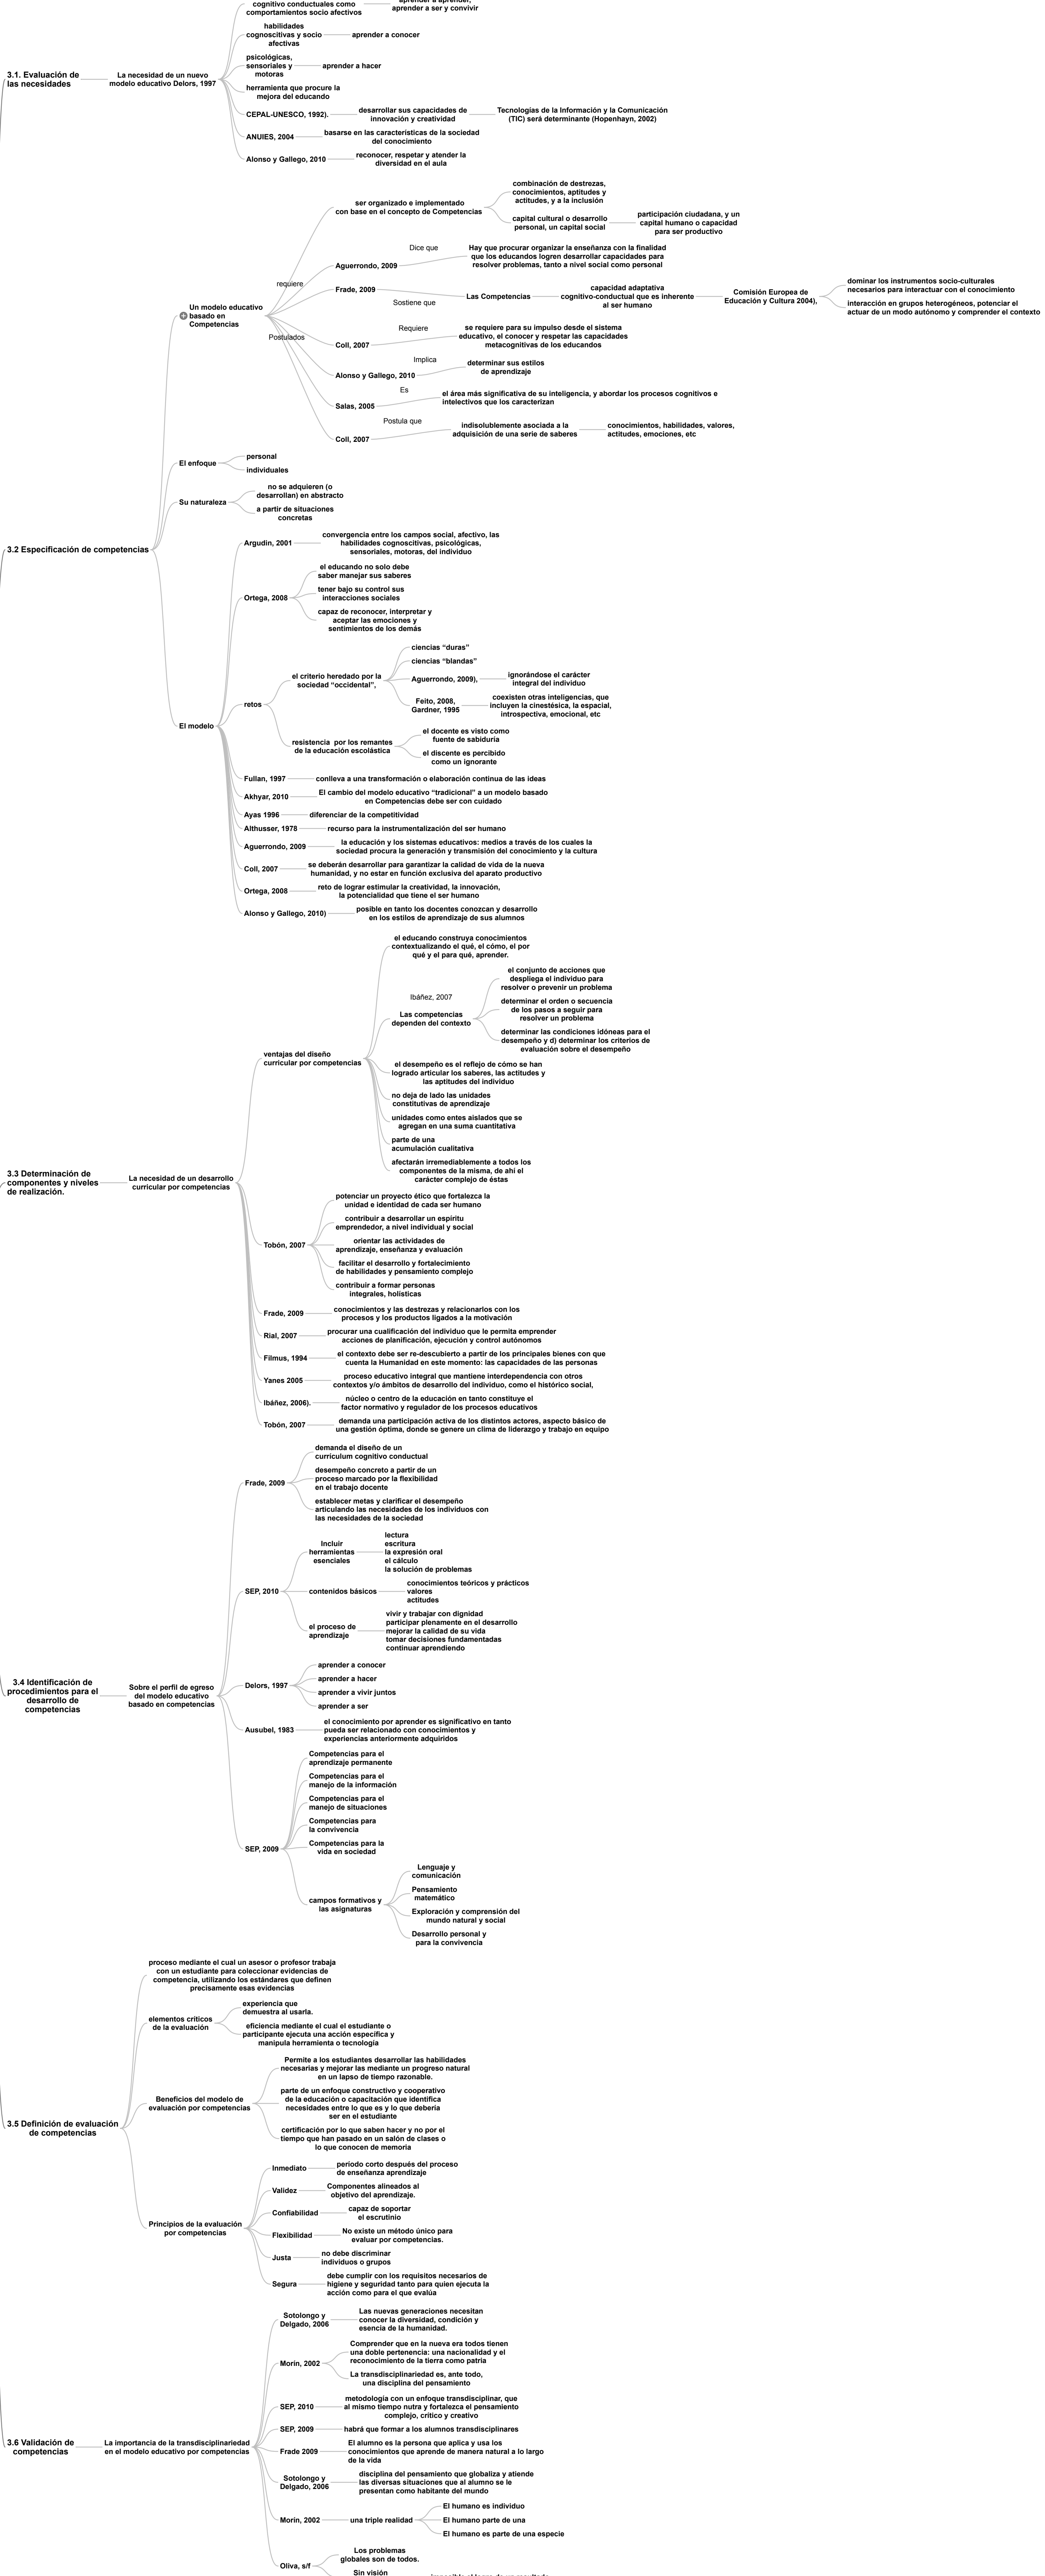 cognitivo conductuales como
comportamientos socio afectivos
aprender a aprender,
aprender a ser y convivir
habilidades
cognoscitivas y socio
afectivas
aprender a conocer
psicológicas,
sensoriales y
motoras
aprender a hacer
3.1. Evaluación de
las necesidades
La necesidad de un nuevo
modelo educativo Delors, 1997
herramienta que procure la
mejora del educando
CEPAL-UNESCO, 1992).
desarrollar sus capacidades de
innovación y creatividad
Tecnologías de la Información y la Comunicación
(TIC) será determinante (Hopenhayn, 2002)
ANUIES, 2004
basarse en las características de la sociedad
del conocimiento
Alonso y Gallego, 2010
reconocer, respetar y atender la
diversidad en el aula
ser organizado e implementado
con base en el concepto de Competencias
combinación de destrezas,
conocimientos, aptitudes y
actitudes, y a la inclusión
capital cultural o desarrollo
personal, un capital social
participación ciudadana, y un
capital humano o capacidad
para ser productivo
Dice que
Aguerrondo, 2009
Hay que procurar organizar la enseñanza con la finalidad
que los educandos logren desarrollar capacidades para
resolver problemas, tanto a nivel social como personal
requiere
Frade, 2009
Sostiene que
Las Competencias
capacidad adaptativa
cognitivo-conductual que es inherente
al ser humano
Comisión Europea de
Educación y Cultura 2004),
dominar los instrumentos socio-culturales
necesarios para interactuar con el conocimiento
interacción en grupos heterogéneos, potenciar el
actuar de un modo autónomo y comprender el contexto
Un modelo educativo
basado en
Competencias
Postulados
Requiere
Coll, 2007
se requiere para su impulso desde el sistema
educativo, el conocer y respetar las capacidades
metacognitivas de los educandos
Implica
Alonso y Gallego, 2010
determinar sus estilos
de aprendizaje
Es
Salas, 2005
el área más significativa de su inteligencia, y abordar los procesos cognitivos e
intelectivos que los caracterizan
Postula que
Coll, 2007
indisolublemente asociada a la
adquisición de una serie de saberes
conocimientos, habilidades, valores,
actitudes, emociones, etc
El enfoque
personal
individuales
Su naturaleza
no se adquieren (o
desarrollan) en abstracto
a partir de situaciones
concretas
3.2 Especificación de competencias
Argudín, 2001
convergencia entre los campos social, afectivo, las
habilidades cognoscitivas, psicológicas,
sensoriales, motoras, del individuo
Ortega, 2008
el educando no solo debe
saber manejar sus saberes
tener bajo su control sus
interacciones sociales
capaz de reconocer, interpretar y
aceptar las emociones y
sentimientos de los demás
El modelo
retos
el criterio heredado por la
sociedad “occidental”,
ciencias “duras”
ciencias “blandas”
Aguerrondo, 2009),
ignorándose el carácter
integral del individuo
Feito, 2008,
Gardner, 1995
coexisten otras inteligencias, que
incluyen la cinestésica, la espacial,
introspectiva, emocional, etc
resistencia  por los remantes
de la educación escolástica
el docente es visto como
fuente de sabiduría
el discente es percibido
como un ignorante
Fullan, 1997
conlleva a una transformación o elaboración continua de las ideas
Akhyar, 2010
El cambio del modelo educativo “tradicional” a un modelo basado
en Competencias debe ser con cuidado
Ayas 1996
diferenciar de la competitividad
Althusser, 1978
recurso para la instrumentalización del ser humano
Aguerrondo, 2009
la educación y los sistemas educativos: medios a través de los cuales la
sociedad procura la generación y transmisión del conocimiento y la cultura
Coll, 2007
se deberán desarrollar para garantizar la calidad de vida de la nueva
humanidad, y no estar en función exclusiva del aparato productivo
Ortega, 2008
reto de lograr estimular la creatividad, la innovación,
la potencialidad que tiene el ser humano
Alonso y Gallego, 2010)
posible en tanto los docentes conozcan y desarrollo
en los estilos de aprendizaje de sus alumnos
3.3 Determinación de
componentes y niveles
de realización.
La necesidad de un desarrollo
curricular por competencias
ventajas del diseño
curricular por competencias
el educando construya conocimientos
contextualizando el qué, el cómo, el por
qué y el para qué, aprender.
Ibáñez, 2007
Las competencias
dependen del contexto
el conjunto de acciones que
despliega el individuo para
resolver o prevenir un problema
determinar el orden o secuencia
de los pasos a seguir para
resolver un problema
determinar las condiciones idóneas para el
desempeño y d) determinar los criterios de
evaluación sobre el desempeño
el desempeño es el reflejo de cómo se han
logrado articular los saberes, las actitudes y
las aptitudes del individuo
no deja de lado las unidades
constitutivas de aprendizaje
unidades como entes aislados que se
agregan en una suma cuantitativa
parte de una
acumulación cualitativa
afectarán irremediablemente a todos los
componentes de la misma, de ahí el
carácter complejo de éstas
Tobón, 2007
potenciar un proyecto ético que fortalezca la
unidad e identidad de cada ser humano
contribuir a desarrollar un espíritu
emprendedor, a nivel individual y social
orientar las actividades de
aprendizaje, enseñanza y evaluación
facilitar el desarrollo y fortalecimiento
de habilidades y pensamiento complejo
contribuir a formar personas
integrales, holísticas
Frade, 2009
conocimientos y las destrezas y relacionarlos con los
procesos y los productos ligados a la motivación
Rial, 2007
procurar una cualificación del individuo que le permita emprender
acciones de planificación, ejecución y control autónomos
Filmus, 1994
el contexto debe ser re-descubierto a partir de los principales bienes con que
cuenta la Humanidad en este momento: las capacidades de las personas
Yanes 2005
proceso educativo integral que mantiene interdependencia con otros
contextos y/o ámbitos de desarrollo del individuo, como el histórico social,
Ibáñez, 2006).
núcleo o centro de la educación en tanto constituye el
factor normativo y regulador de los procesos educativos
Tobón, 2007
demanda una participación activa de los distintos actores, aspecto básico de
una gestión óptima, donde se genere un clima de liderazgo y trabajo en equipo
3.4 Identificación de
procedimientos para el
desarrollo de
competencias
Sobre el perfil de egreso
del modelo educativo
basado en competencias
Frade, 2009
demanda el diseño de un
currículum cognitivo conductual
desempeño concreto a partir de un
proceso marcado por la flexibilidad
en el trabajo docente
establecer metas y clarificar el desempeño
articulando las necesidades de los individuos con
las necesidades de la sociedad
SEP, 2010
Incluir
herramientas
esenciales
lectura
escritura
la expresión oral
el cálculo
la solución de problemas
contenidos básicos
conocimientos teóricos y prácticos
valores
actitudes
el proceso de
aprendizaje
vivir y trabajar con dignidad
participar plenamente en el desarrollo
mejorar la calidad de su vida
tomar decisiones fundamentadas
continuar aprendiendo
Delors, 1997
aprender a conocer
aprender a hacer
aprender a vivir juntos
aprender a ser
Ausubel, 1983
el conocimiento por aprender es significativo en tanto
pueda ser relacionado con conocimientos y
experiencias anteriormente adquiridos
SEP, 2009
Competencias para el
aprendizaje permanente
Competencias para el
manejo de la información
Competencias para el
manejo de situaciones
Competencias para
la convivencia
Competencias para la
vida en sociedad
campos formativos y
las asignaturas
Lenguaje y
comunicación
Pensamiento
matemático
Exploración y comprensión del
mundo natural y social
Desarrollo personal y
para la convivencia
3.5 Definición de evaluación
de competencias
proceso mediante el cual un asesor o profesor trabaja
con un estudiante para coleccionar evidencias de
competencia, utilizando los estándares que definen
precisamente esas evidencias
elementos críticos
de la evaluación
experiencia que
demuestra al usarla.
eficiencia mediante el cual el estudiante o
participante ejecuta una acción específica y
manipula herramienta o tecnología
Beneficios del modelo de
evaluación por competencias
Permite a los estudiantes desarrollar las habilidades
necesarias y mejorar las mediante un progreso natural
en un lapso de tiempo razonable.
parte de un enfoque constructivo y cooperativo
de la educación o capacitación que identifica
necesidades entre lo que es y lo que debería
ser en el estudiante
certificación por lo que saben hacer y no por el
tiempo que han pasado en un salón de clases o
lo que conocen de memoria
Principios de la evaluación
por competencias
Inmediato
período corto después del proceso
de enseñanza aprendizaje
Validez
Componentes alineados al
objetivo del aprendizaje.
Confiabilidad
capaz de soportar
el escrutinio
Flexibilidad
No existe un método único para
evaluar por competencias.
Justa
no debe discriminar
individuos o grupos
Segura
debe cumplir con los requisitos necesarios de
higiene y seguridad tanto para quien ejecuta la
acción como para el que evalúa
3.6 Validación de
competencias
La importancia de la transdisciplinariedad
en el modelo educativo por competencias
Sotolongo y
Delgado, 2006
Las nuevas generaciones necesitan
conocer la diversidad, condición y
esencia de la humanidad.
Morin, 2002
Comprender que en la nueva era todos tienen
una doble pertenencia: una nacionalidad y el
reconocimiento de la tierra como patria
La transdisciplinariedad es, ante todo,
una disciplina del pensamiento
SEP, 2010
metodología con un enfoque transdisciplinar, que
al mismo tiempo nutra y fortalezca el pensamiento
complejo, crítico y creativo
SEP, 2009
habrá que formar a los alumnos transdisciplinares
Frade 2009
El alumno es la persona que aplica y usa los
conocimientos que aprende de manera natural a lo largo
de la vida
Sotolongo y
Delgado, 2006
disciplina del pensamiento que globaliza y atiende
las diversas situaciones que al alumno se le
presentan como habitante del mundo
Morin, 2002
una triple realidad
El humano es individuo
El humano parte de una
El humano es parte de una especie
Oliva, s/f
Los problemas
globales son de todos.
Sin visión